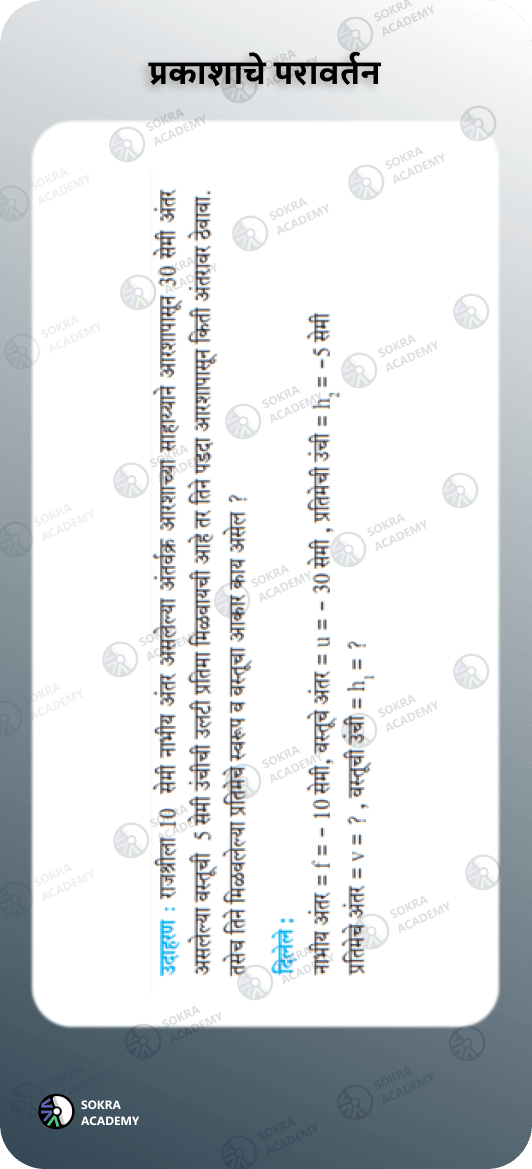 प्रकाशाचे परावर्तन
उदाहरण : राजश्रीला 10 सेमी नाभीय अंतर असलेल्या अंतर्वक्र आरशाच्या साहाय्याने आरशापासून 30 सेमी अंतर
असलेल्या वस्तूची 5 सेमी उंचीची उलटी प्रतिमा मिळवायची आहे तर तिने पडदा आरशापासून किती अंतरावर ठेवावा.
तसेच तिने मिळवलेल्या प्रतिमेचे स्वरूप व वस्तूचा आकार काय असेल ?
दिलेले :
नाभीय अंतर = f = - 10 सेमी, वस्तूचे अंतर = u = - 30 सेमी , प्रतिमेची उंची = h₂ = -5 सेमी
प्रतिमेचे अंतर = v = ? , वस्तूची उंची = h₁ = ?
SOKRA
ACADEMY